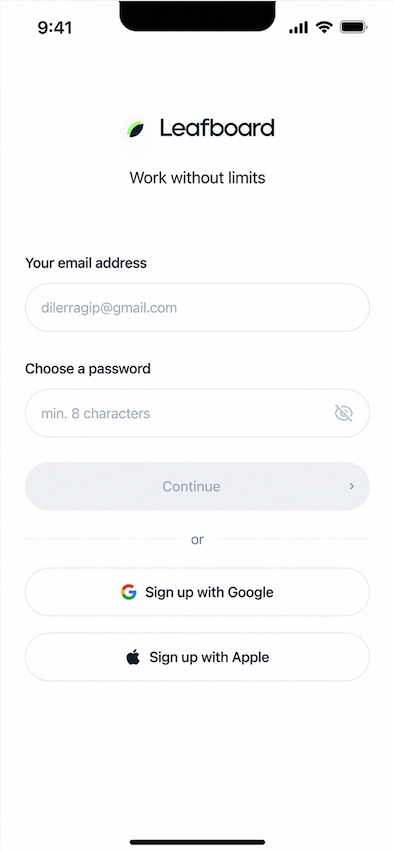 9:41
Leafboard
Work without limits
Your email address
dilerragip@gmail.com
Choose a password
min. 8 characters
Continue
or
Sign up with Google
Sign up with Apple